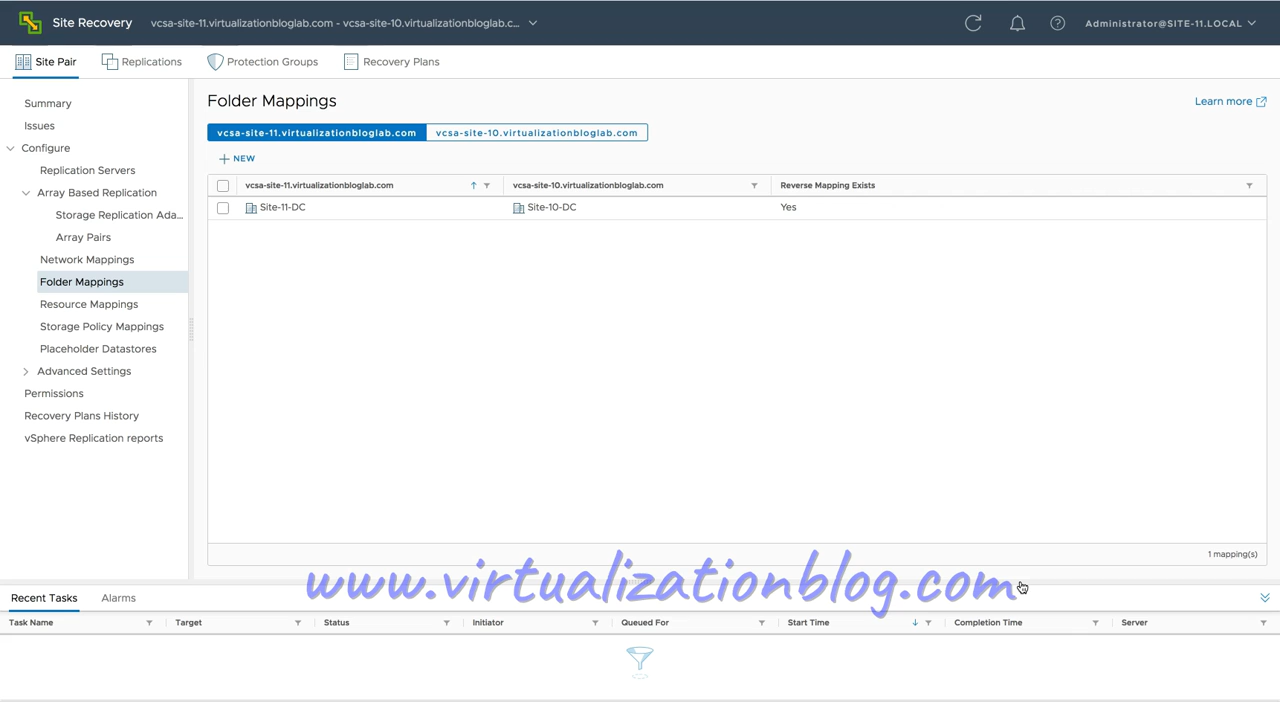 Site Recovery vcsa-site-11.virtualizationbloglab.com - vcsa-site-10.virtualizationbloglab.c... Administrator@SITE-11.LOCAL
Site Pair Replications Protection Groups Recovery Plans
Summary
Issues
Configure
Replication Servers
Array Based Replication
Storage Replication Ada...
Array Pairs
Network Mappings
Folder Mappings
Resource Mappings
Storage Policy Mappings
Placeholder Datastores
Advanced Settings
Permissions
Recovery Plans History
vSphere Replication reports
Folder Mappings Learn more
vcsa-site-11.virtualizationbloglab.com vcsa-site-10.virtualizationbloglab.com
+ NEW
vcsa-site-11.virtualizationbloglab.com vcsa-site-10.virtualizationbloglab.com Reverse Mapping Exists
Site-11-DC Site-10-DC Yes
1 mapping(s)
www.virtualizationblog.com
Recent Tasks Alarms
Task Name Target Status Initiator Queued For Start Time Completion Time Server